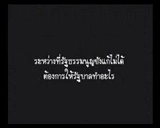 ระหว่างที่รัฐธรรมนูญยังแก้ไม่ได้
ต้องการให้รัฐบาลทำอะไร